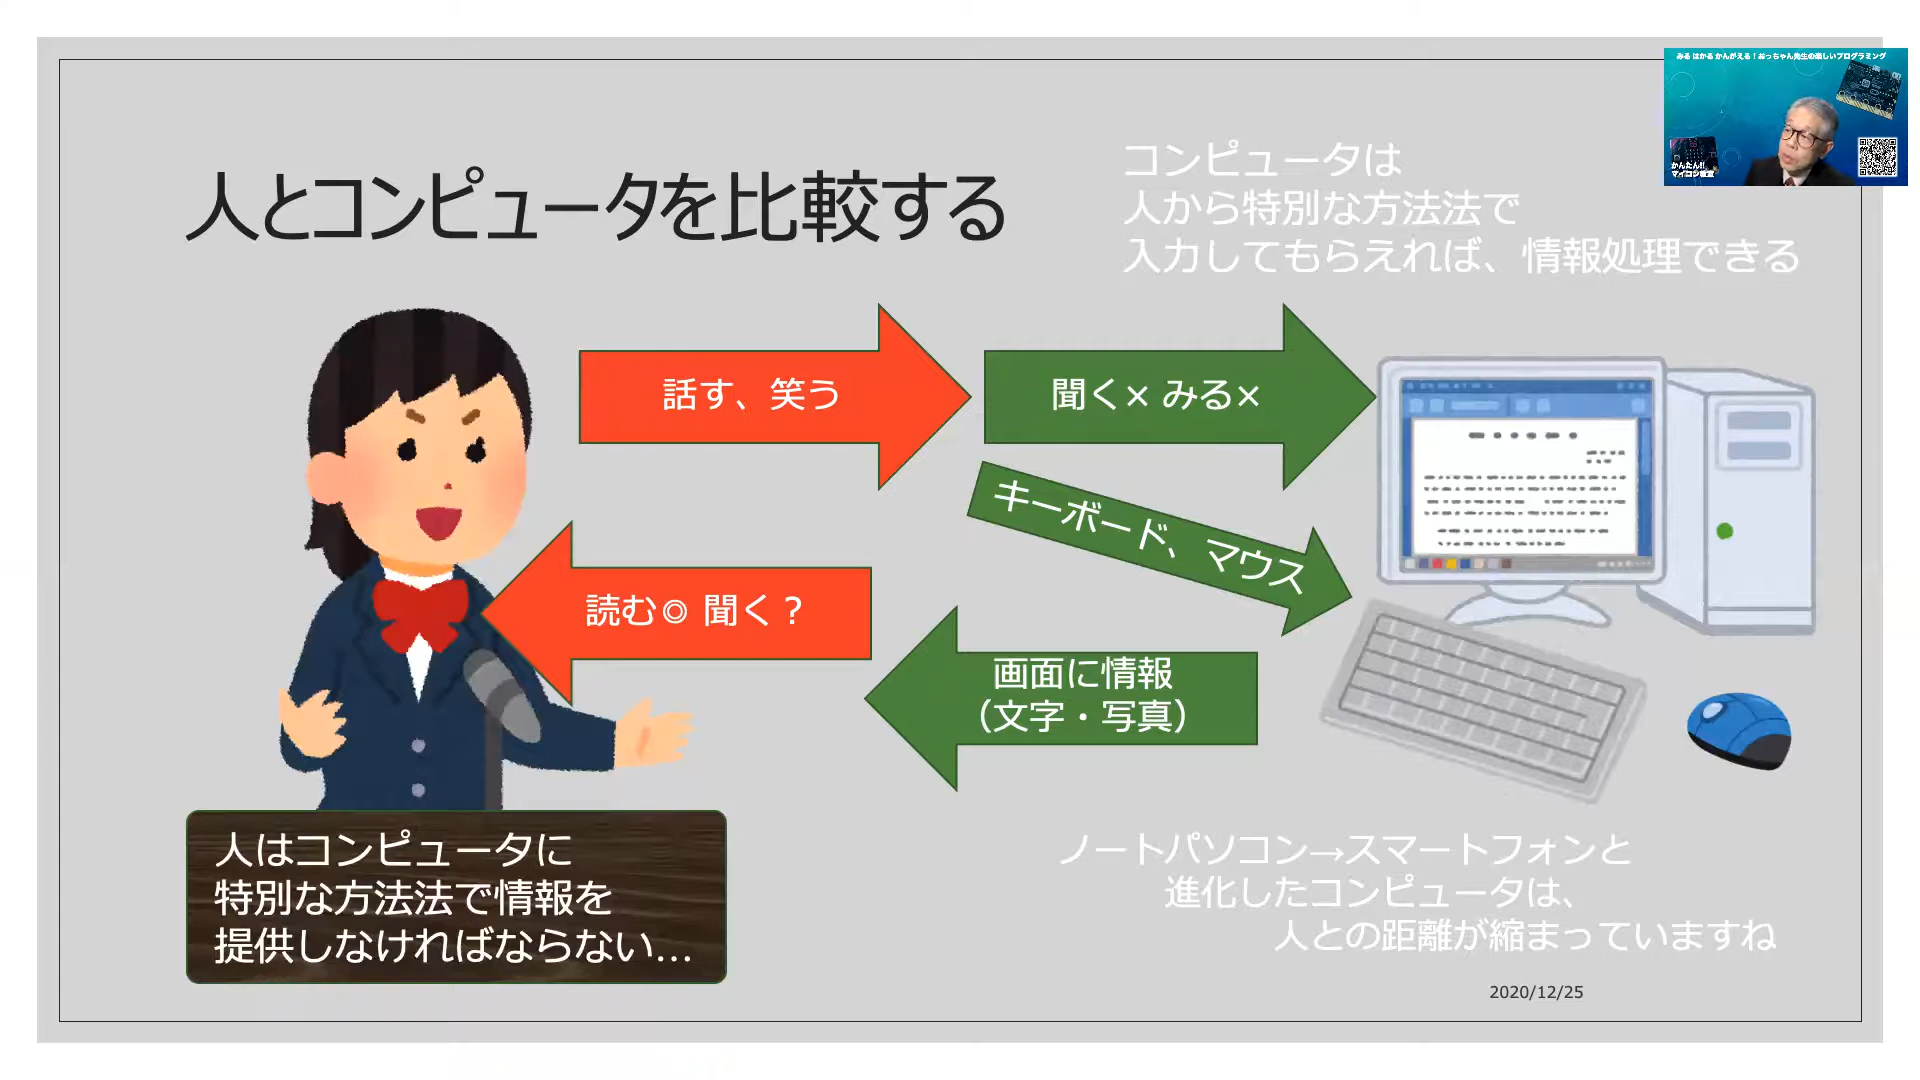 みる はかる かんがえる！おっちゃん先生の楽しいプログラミング
かんたん!!
マイコン教室
人とコンピュータを比較する
コンピュータは
人から特別な方法法で
入力してもらえれば、情報処理できる
話す、笑う
聞く× みる×
キーボード、マウス
読む◎ 聞く？
画面に情報
（文字・写真）
人はコンピュータに
特別な方法法で情報を
提供しなければならない…
ノートパソコン→スマートフォンと
進化したコンピュータは、
人との距離が縮まっていますね
2020/12/25